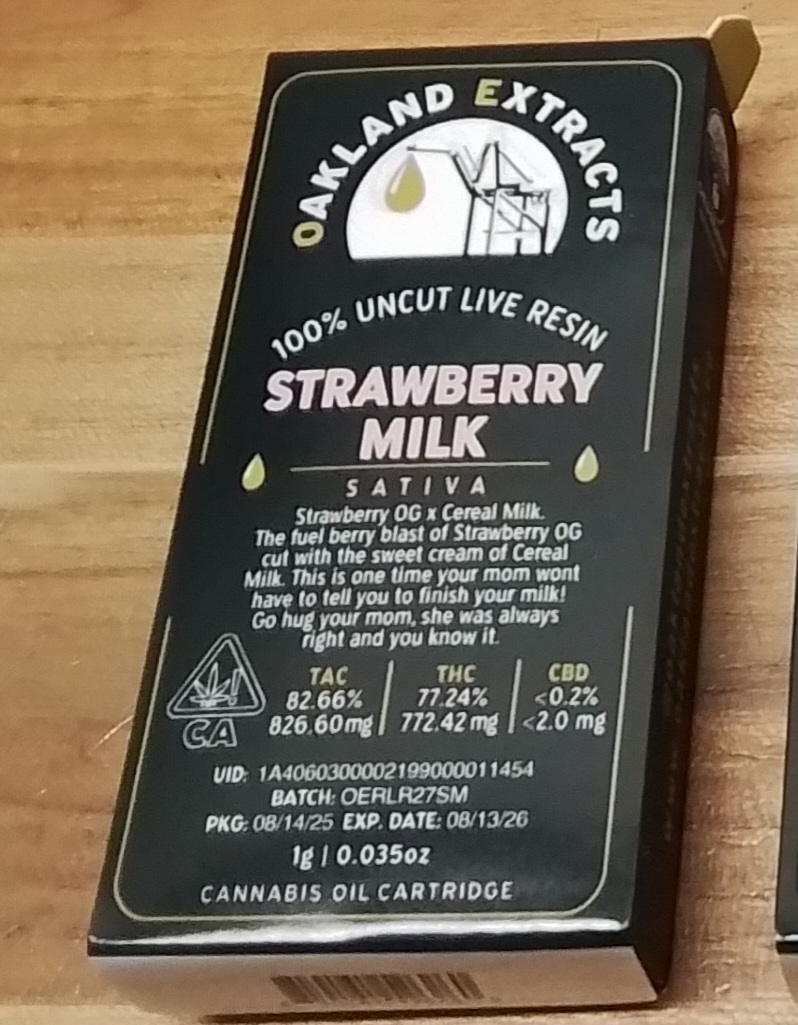 OAKLAND EXTRACTS
100% UNCUT LIVE RESIN
STRAWBERRY
MILK
SATIVA
Strawberry OG x Cereal Milk.
The fuel berry blast of Strawberry OG
cut with the sweet cream of Cereal
Milk. This is one time your mom wont
have to tell you to finish your milk!
Go hug your mom, she was always
right and you know it.
TAC THC CBD
82.66% 77.24% <0.2%
826.60mg 772.42 mg <2.0 mg
CA
UID: 1A4060300002199000011454
BATCH: OERLR27SM
PKG: 08/14/25 EXP. DATE: 08/13/26
1g | 0.035oz
CANNABIS OIL CARTRIDGE